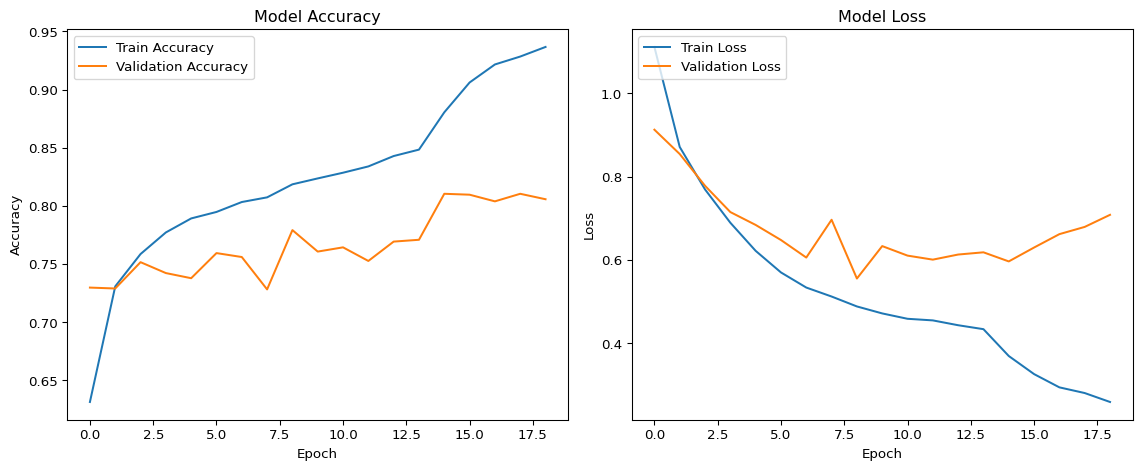 Model Accuracy
Train Accuracy
Validation Accuracy
0.95
0.90
0.85
0.80
0.75
0.70
0.65
Accuracy
0.0 2.5 5.0 7.5 10.0 12.5 15.0 17.5
Epoch
Model Loss
Train Loss
Validation Loss
1.0
0.8
0.6
0.4
Loss
0.0 2.5 5.0 7.5 10.0 12.5 15.0 17.5
Epoch